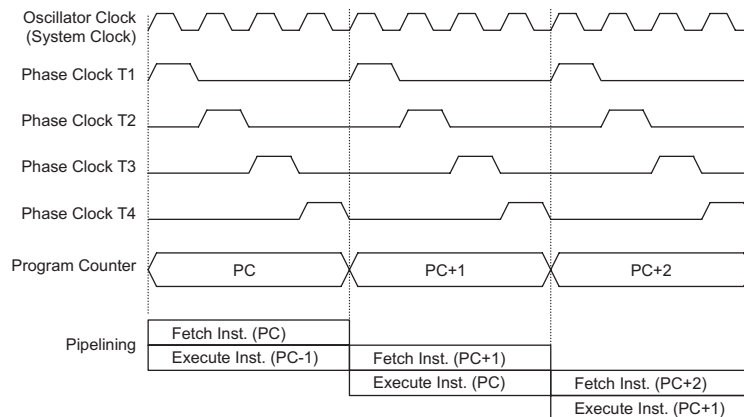 Oscillator Clock
(System Clock)
Phase Clock T1
Phase Clock T2
Phase Clock T3
Phase Clock T4
Program Counter
PC
PC+1
PC+2
Pipelining
Fetch Inst. (PC)
Execute Inst. (PC-1)
Fetch Inst. (PC+1)
Execute Inst. (PC)
Fetch Inst. (PC+2)
Execute Inst. (PC+1)